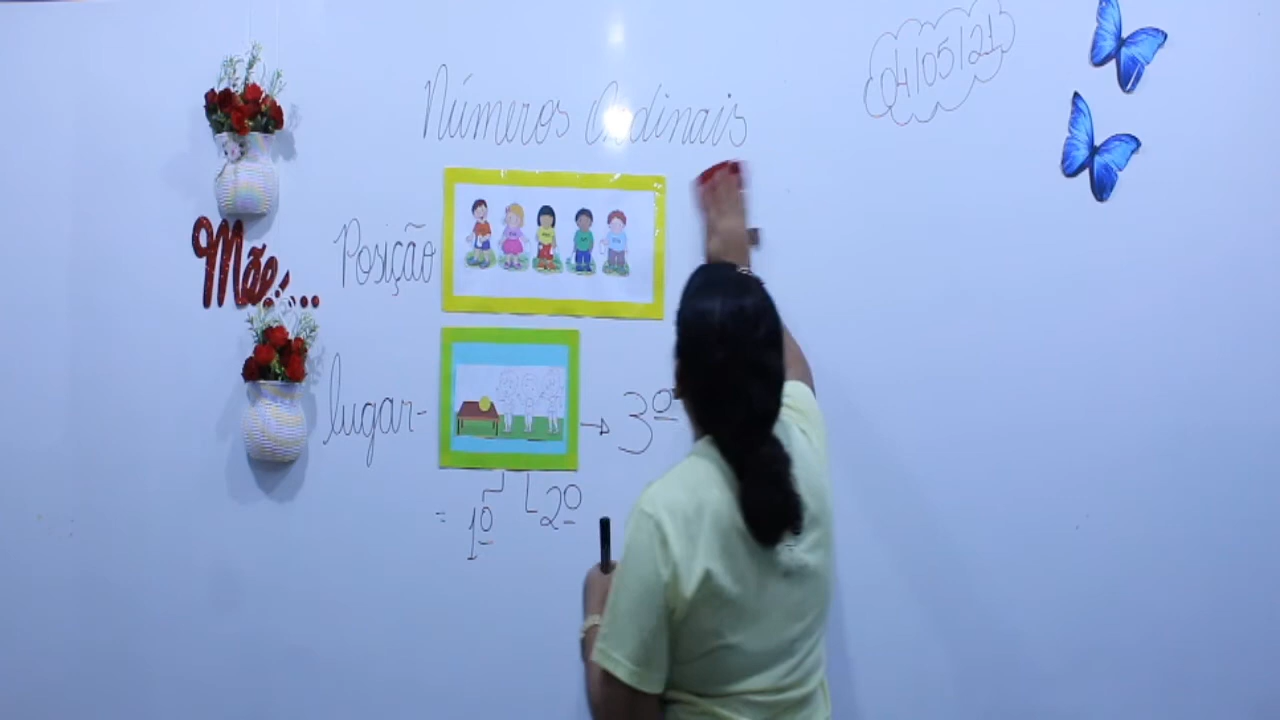 04/05/21
Números Ordinais
Posição
Mãe...
lugar-
→ 3º
= 1º
2º